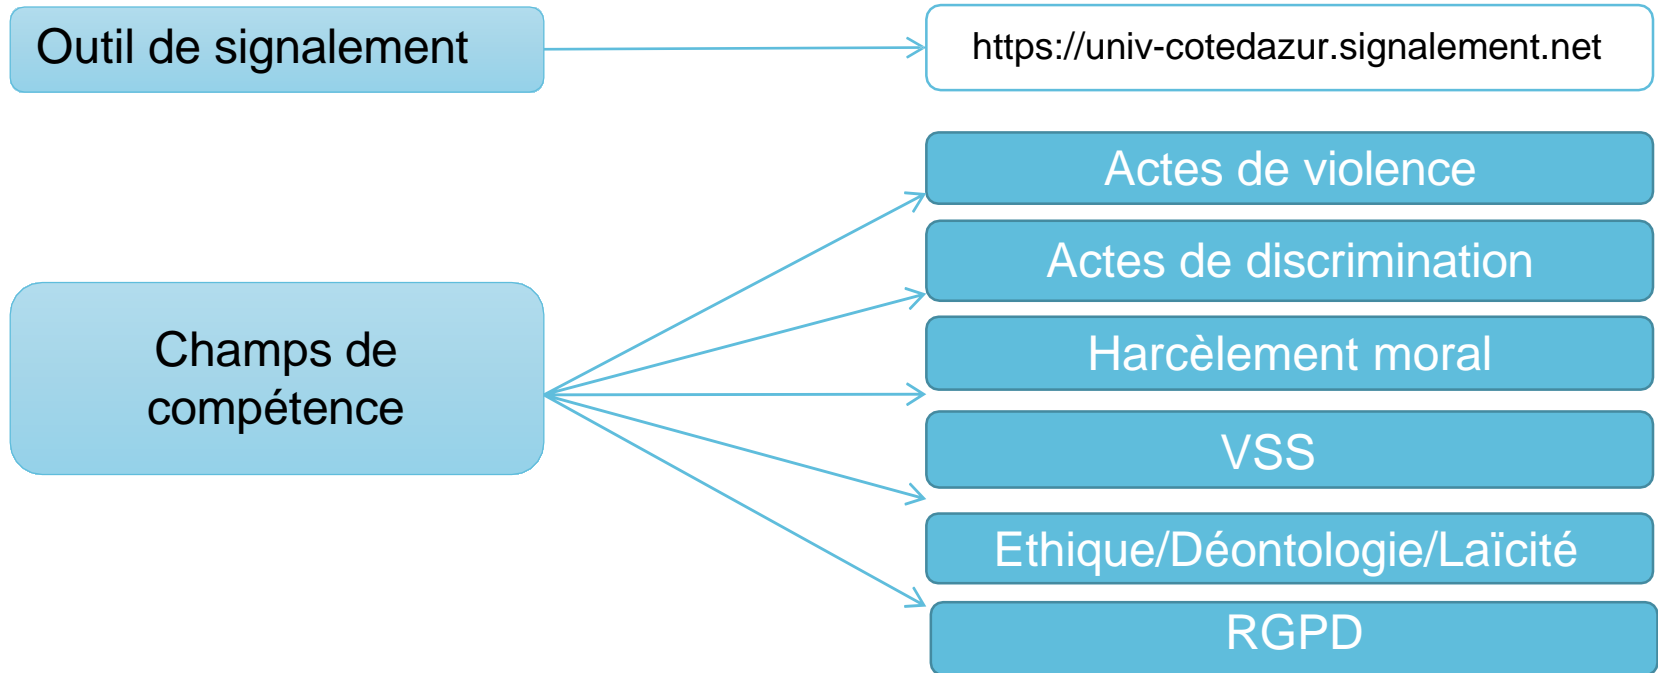 Outil de signalement
https://univ-cotedazur.signalement.net
Actes de violence
Actes de discrimination
Champs de
compétence
Harcèlement moral
VSS
Ethique/Déontologie/Laïcité
RGPD